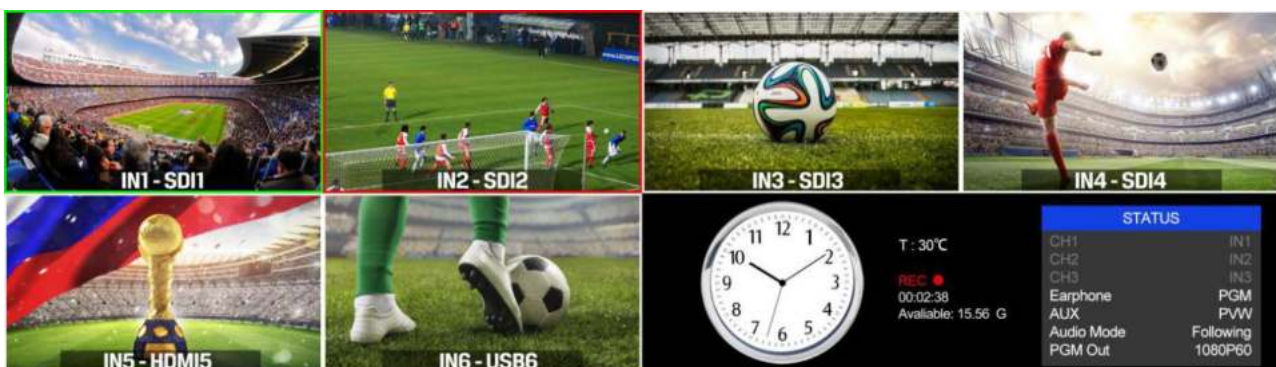 www.LEDSPOT
IN1 - SDI1
IN2 - SDI2
IN3 - SDI3
IN4 - SDI4
IN5 - HDMI5
IN6 - USB6
12
11
1
10
2
9
3
8
4
7
5
6
T : 30℃
REC
00:02:38
Avaliable: 15.56 G
STATUS
CH1 IN1
CH2 IN2
CH3 IN3
Earphone PGM
AUX PVW
Audio Mode Following
PGM Out 1080P60